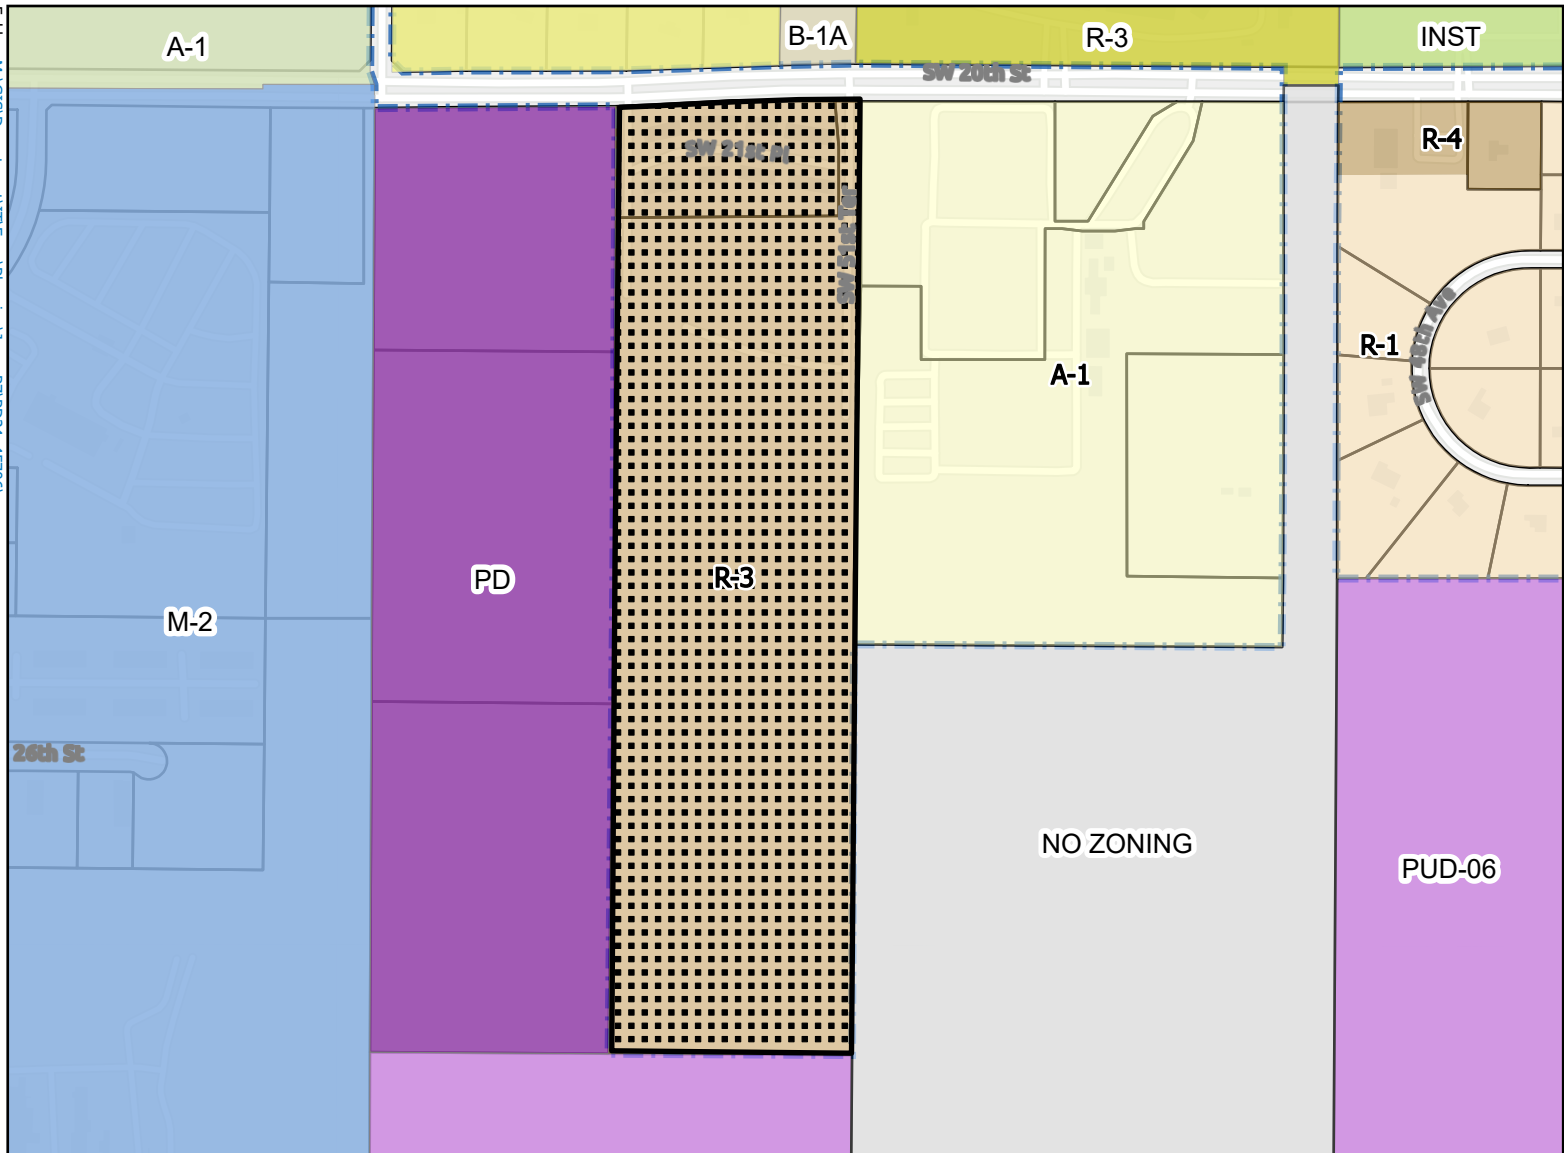 A-1
B-1A
R-3
INST
SW 20th St
R-4
SW 21st Pl
SW 51st Ter
SW 48th Ave
R-1
A-1
PD
R-3
M-2
26th St
NO ZONING
PUD-06